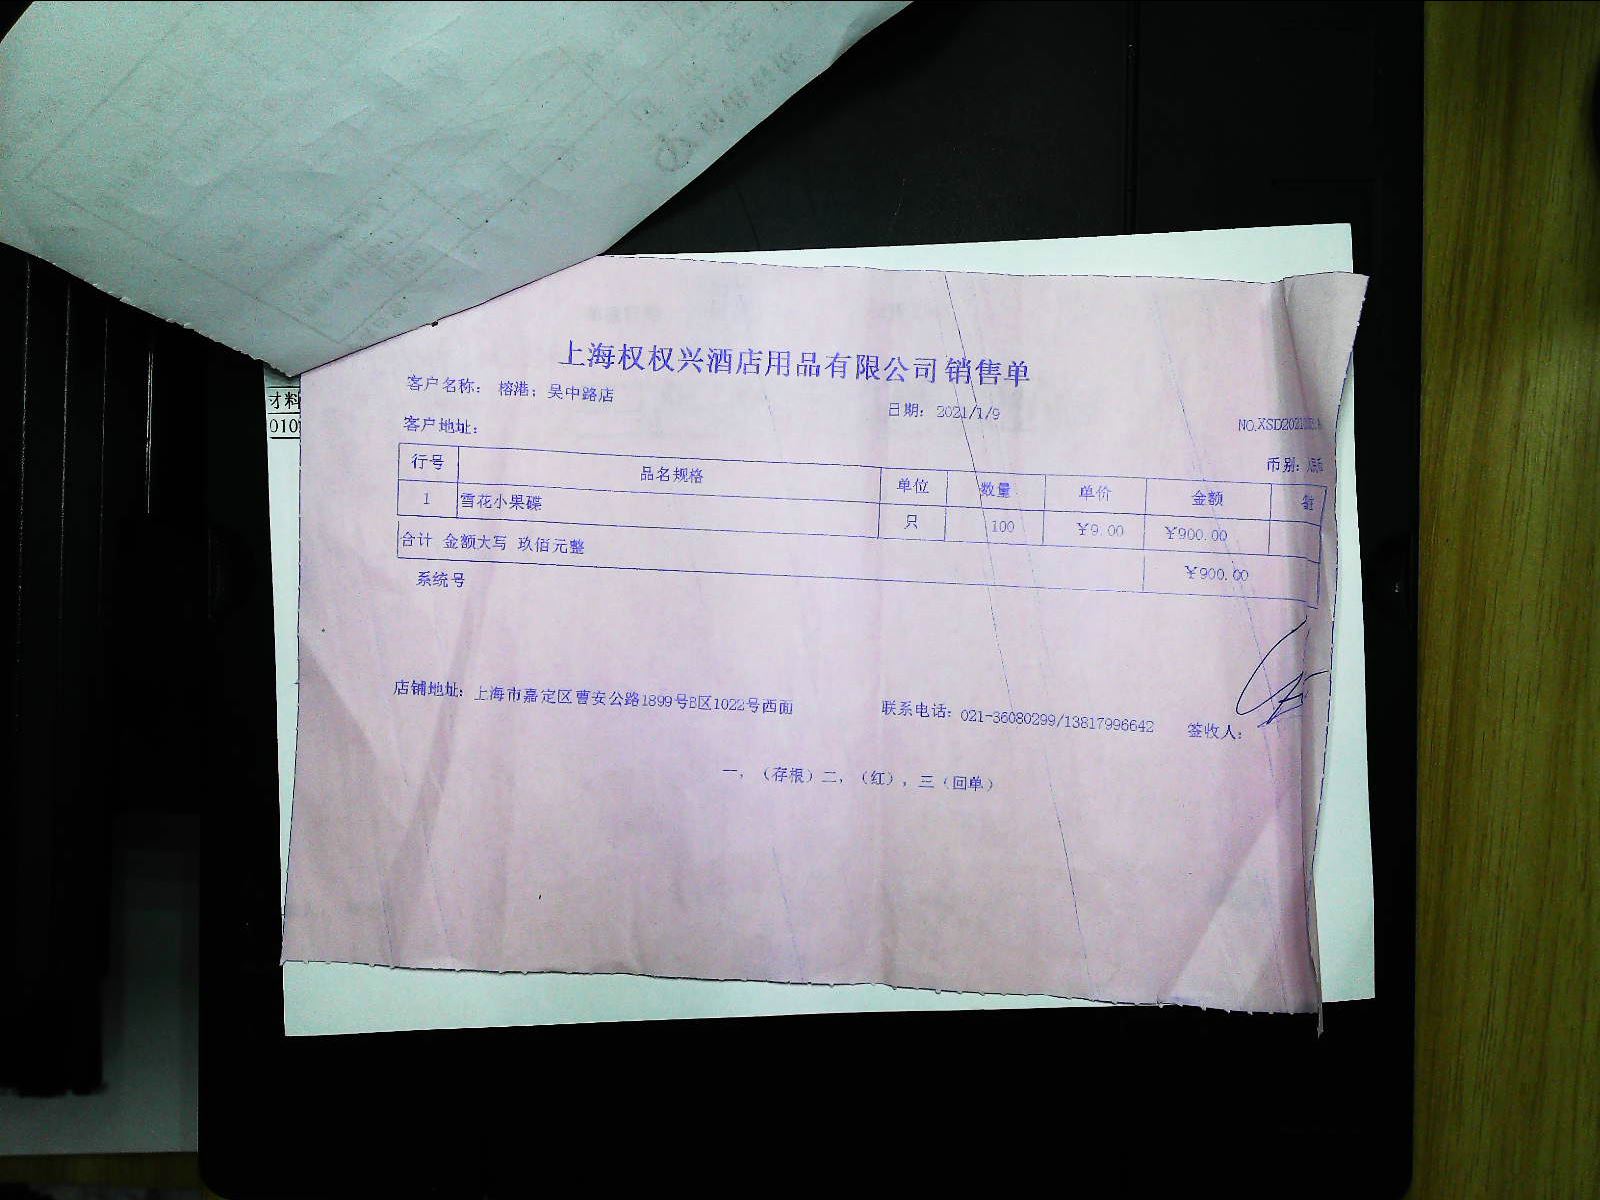 上海权权兴酒店用品有限公司 销售单
客户名称： 榕港；吴中路店
日期： 2021/1/9
客户地址：
NO.XSD2021
币别：
行号 品名规格 单位 数量 单价 金额
1 雪花小果碟 只 100 ¥9.00 ¥900.00
合计 金额大写 玖佰元整 ¥900.00
系统号
店铺地址： 上海市嘉定区曹安公路1899号B区1022号西面
联系电话： 021-36080299/13817996642
签收人：
一，（存根）二，（红），三（回单）
材料
010